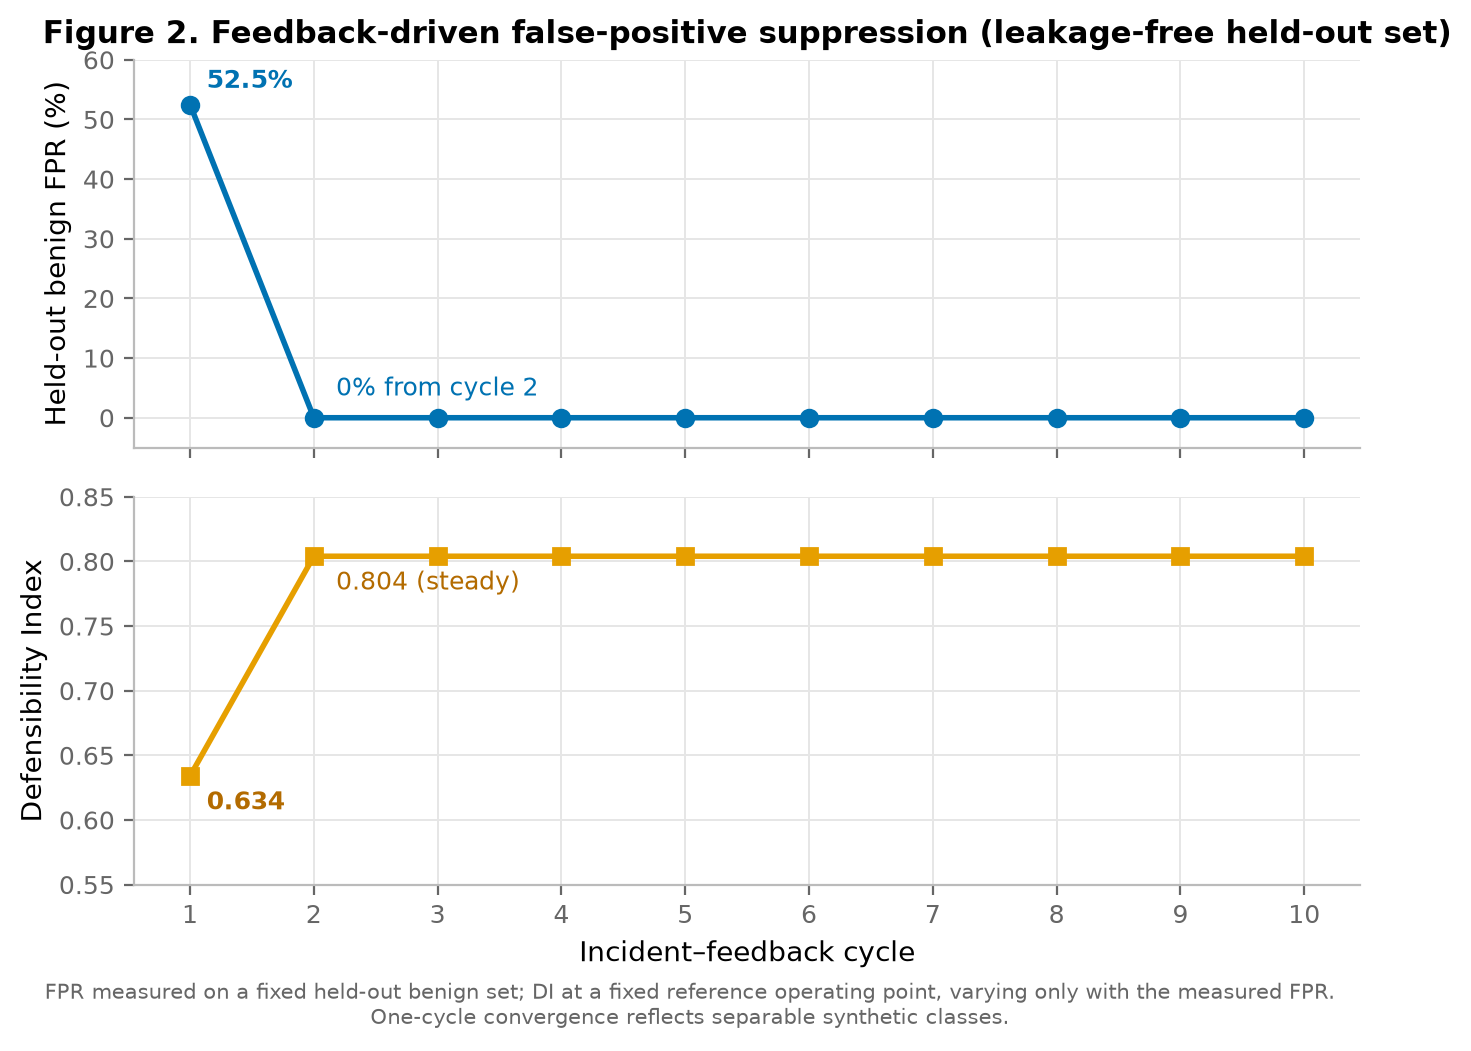 Figure 2. Feedback-driven false-positive suppression (leakage-free held-out set)
60
52.5%
50
40
30
20
10
0% from cycle 2
0
Held-out benign FPR (%)
0.85
0.80
0.804 (steady)
0.75
0.70
0.65
0.634
0.60
0.55
Defensibility Index
1 2 3 4 5 6 7 8 9 10
Incident–feedback cycle
FPR measured on a fixed held-out benign set; DI at a fixed reference operating point, varying only with the measured FPR.
One-cycle convergence reflects separable synthetic classes.